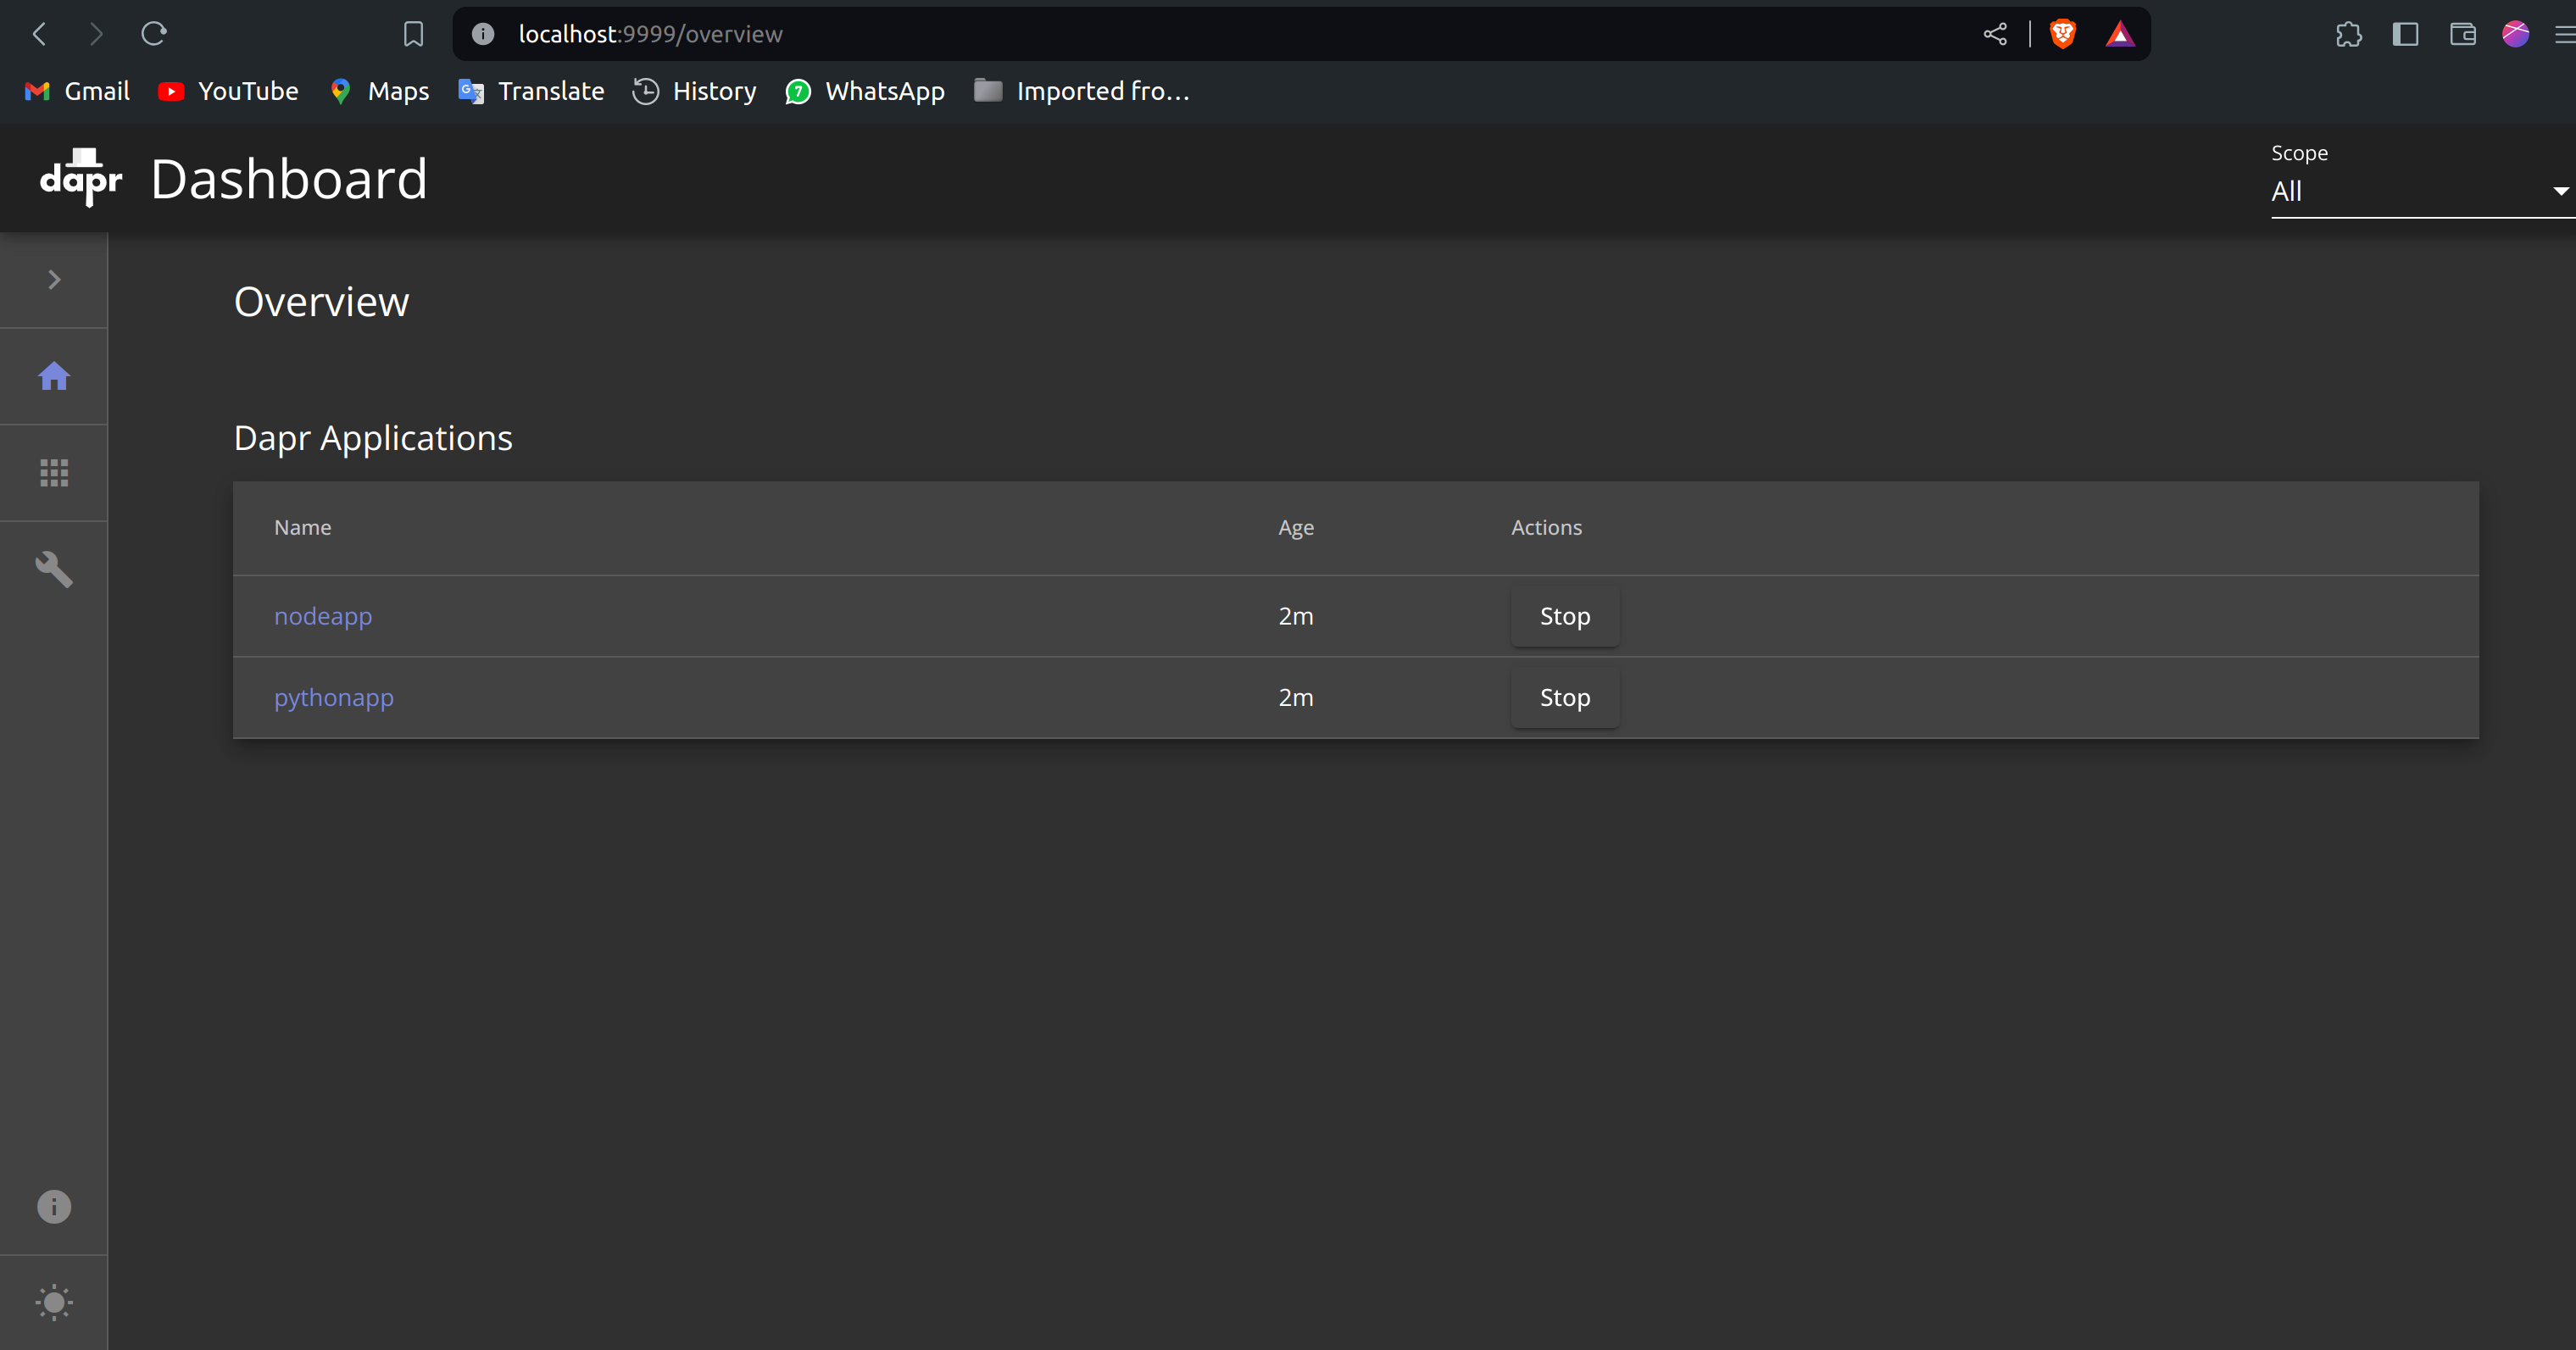 localhost:9999/overview
Gmail YouTube Maps Translate History WhatsApp Imported fro...
dapr Dashboard
Scope
All
Overview
Dapr Applications
Name Age Actions
nodeapp 2m Stop
pythonapp 2m Stop